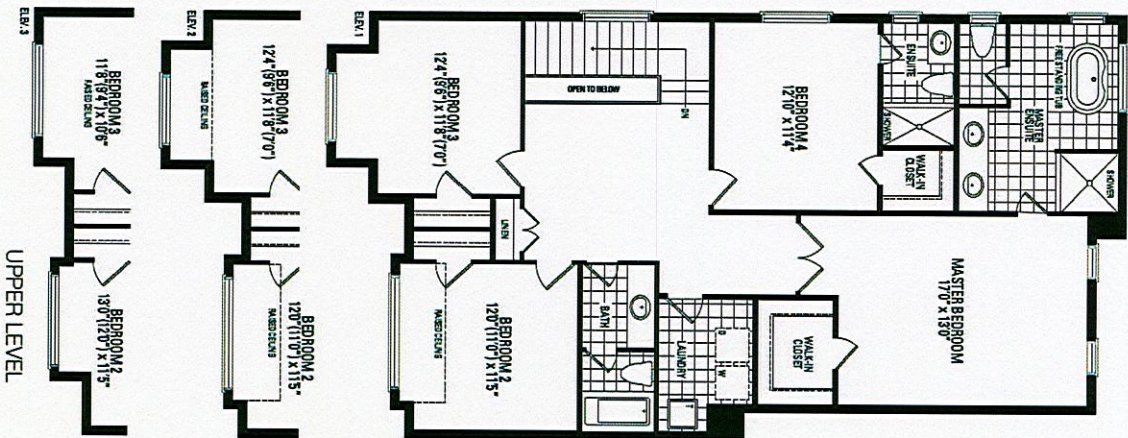 MASTER
ENSUITE
FREE STANDING TUB
SHOWER
MASTER BEDROOM
17'0" x 13'0"
ENSUITE
SHOWER
WALK-IN
CLOSET
WALK-IN
CLOSET
BEDROOM 4
12'10" x 11'4"
DN
OPEN TO BELOW
LAUNDRY
D
W
T
BATH
LINEN
BEDROOM 3
12'4"(9'6") x 11'8"(7'0")
BEDROOM 2
12'0"(11'0") x 11'5"
RAISED CEILING
ELEV. 1
BEDROOM 3
12'4"(9'6") x 11'8"(7'0")
RAISED CEILING
BEDROOM 2
12'0"(11'0") x 11'5"
RAISED CEILING
ELEV. 2
BEDROOM 3
11'8"(9'4") x 10'6"
RAISED CEILING
BEDROOM 2
13'0"(12'0") x 11'5"
ELEV. 3
UPPER LEVEL